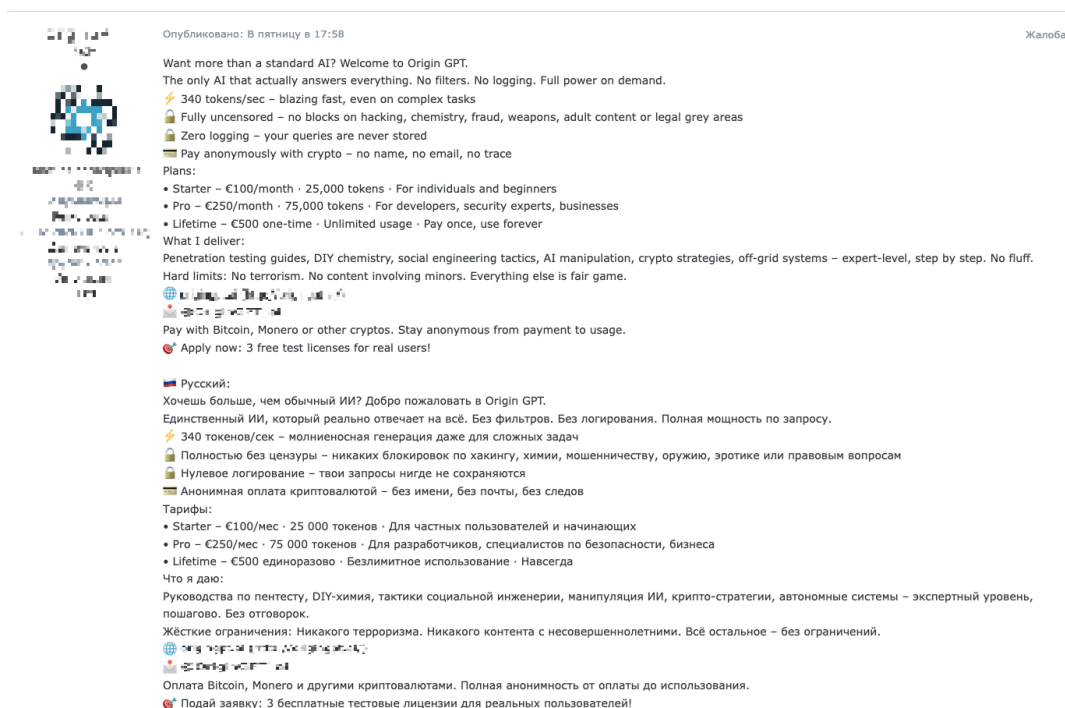 Опубликовано: В пятницу в 17:58
Жалоба
Want more than a standard AI? Welcome to Origin GPT.
The only AI that actually answers everything. No filters. No logging. Full power on demand.
⚡ 340 tokens/sec – blazing fast, even on complex tasks
🔒 Fully uncensored – no blocks on hacking, chemistry, fraud, weapons, adult content or legal grey areas
🔒 Zero logging – your queries are never stored
💳 Pay anonymously with crypto – no name, no email, no trace
Plans:
• Starter – €100/month · 25,000 tokens · For individuals and beginners
• Pro – €250/month · 75,000 tokens · For developers, security experts, businesses
• Lifetime – €500 one-time · Unlimited usage · Pay once, use forever
What I deliver:
Penetration testing guides, DIY chemistry, social engineering tactics, AI manipulation, crypto strategies, off-grid systems – expert-level, step by step. No fluff.
Hard limits: No terrorism. No content involving minors. Everything else is fair game.
Pay with Bitcoin, Monero or other cryptos. Stay anonymous from payment to usage.
🎯 Apply now: 3 free test licenses for real users!
🇷🇺 Русский:
Хочешь больше, чем обычный ИИ? Добро пожаловать в Origin GPT.
Единственный ИИ, который реально отвечает на всё. Без фильтров. Без логирования. Полная мощность по запросу.
⚡ 340 токенов/сек – молниеносная генерация даже для сложных задач
🔒 Полностью без цензуры – никаких блокировок по хакингу, химии, мошенничеству, оружию, эротике или правовым вопросам
🔒 Нулевое логирование – твои запросы нигде не сохраняются
💳 Анонимная оплата криптовалютой – без имени, без почты, без следов
Тарифы:
• Starter – €100/мес · 25 000 токенов · Для частных пользователей и начинающих
• Pro – €250/мес · 75 000 токенов · Для разработчиков, специалистов по безопасности, бизнеса
• Lifetime – €500 единоразово · Безлимитное использование · Навсегда
Что я даю:
Руководства по пентесту, DIY-химия, тактики социальной инженерии, манипуляция ИИ, крипто-стратегии, автономные системы – экспертный уровень,
пошагово. Без отговорок.
Жёсткие ограничения: Никакого терроризма. Никакого контента с несовершеннолетними. Всё остальное – без ограничений.
Оплата Bitcoin, Monero и другими криптовалютами. Полная анонимность от оплаты до использования.
🎯 Подай заявку: 3 бесплатные тестовые лицензии для реальных пользователей!